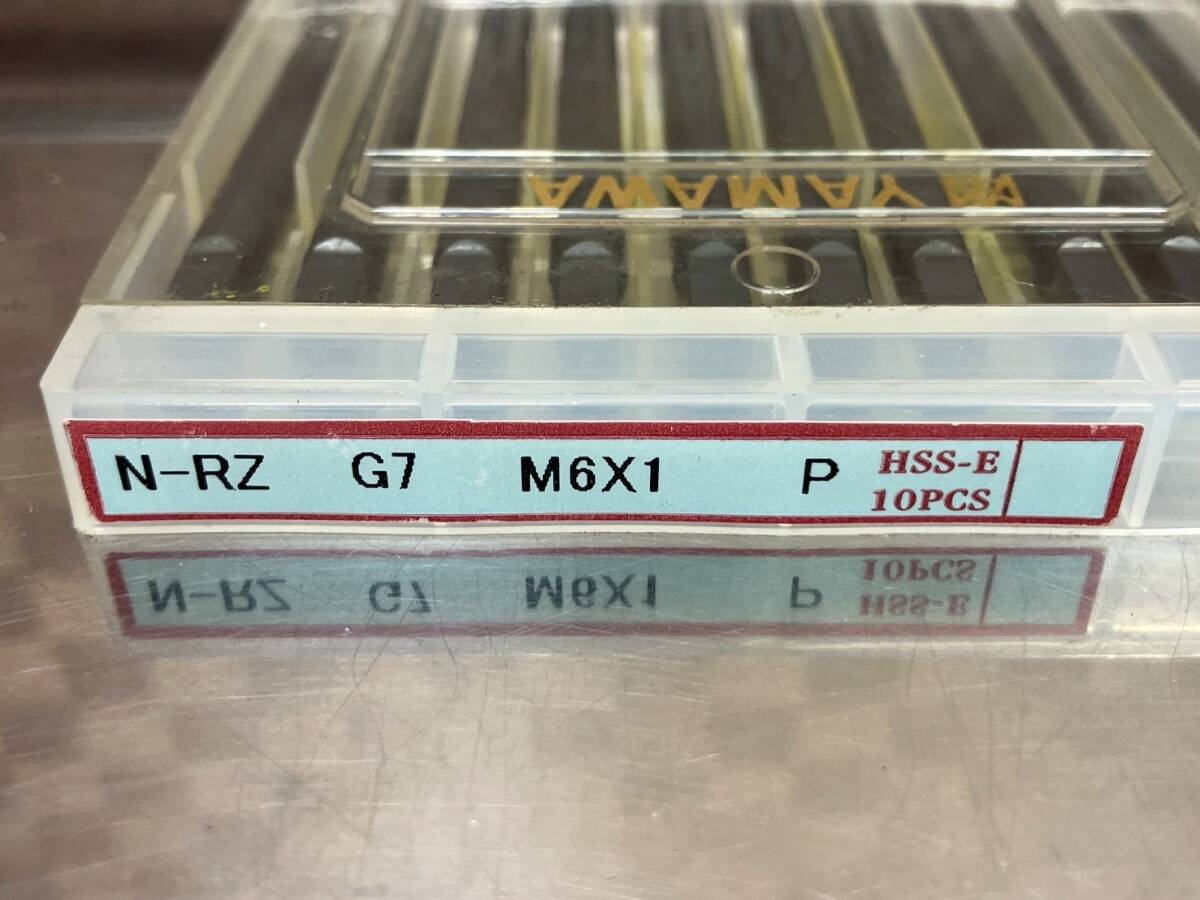 YAMAWA
N-RZ G7 M6X1 P HSS-E
10PCS